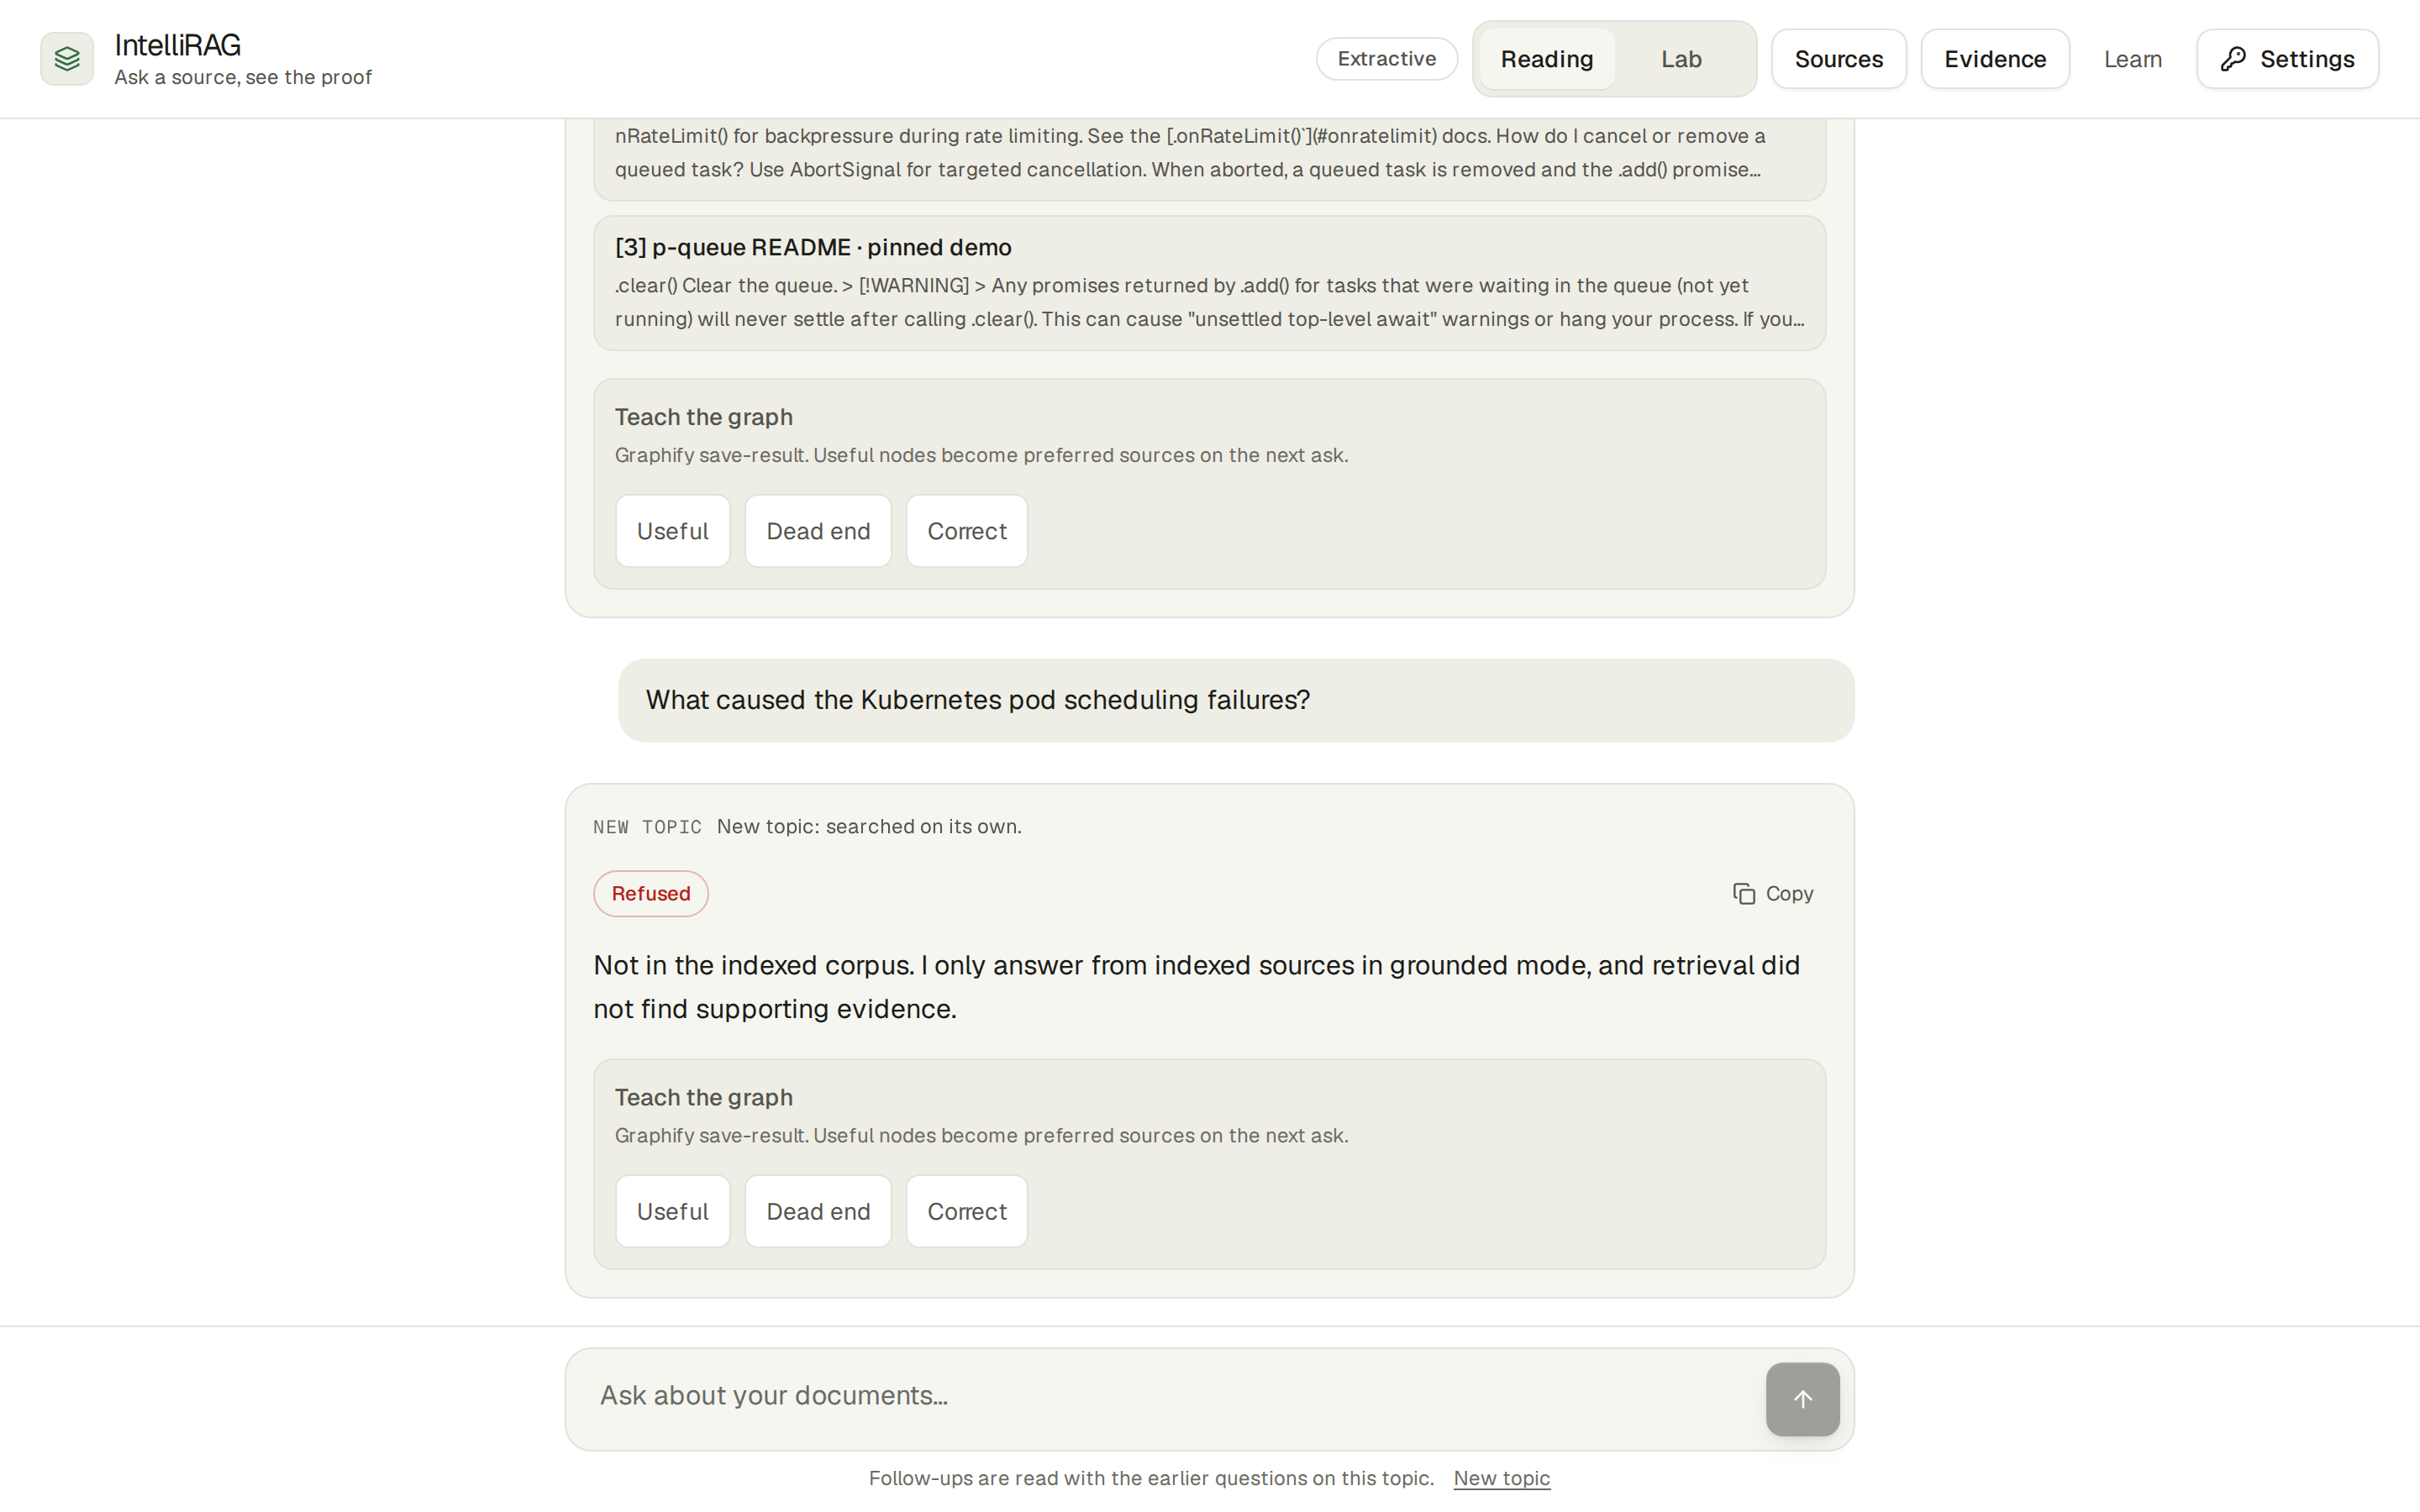 IntelliRAG
Ask a source, see the proof
Extractive
Reading
Lab
Sources
Evidence
Learn
Settings
nRateLimit() for backpressure during rate limiting. See the [.onRateLimit()`](#onratelimit) docs. How do I cancel or remove a
queued task? Use AbortSignal for targeted cancellation. When aborted, a queued task is removed and the .add() promise...
[3] p-queue README · pinned demo
.clear() Clear the queue. > [!WARNING] > Any promises returned by .add() for tasks that were waiting in the queue (not yet
running) will never settle after calling .clear(). This can cause "unsettled top-level await" warnings or hang your process. If you...
Teach the graph
Graphify save-result. Useful nodes become preferred sources on the next ask.
Useful
Dead end
Correct
What caused the Kubernetes pod scheduling failures?
NEW TOPIC New topic: searched on its own.
Refused
Copy
Not in the indexed corpus. I only answer from indexed sources in grounded mode, and retrieval did
not find supporting evidence.
Teach the graph
Graphify save-result. Useful nodes become preferred sources on the next ask.
Useful
Dead end
Correct
Ask about your documents...
Follow-ups are read with the earlier questions on this topic. New topic